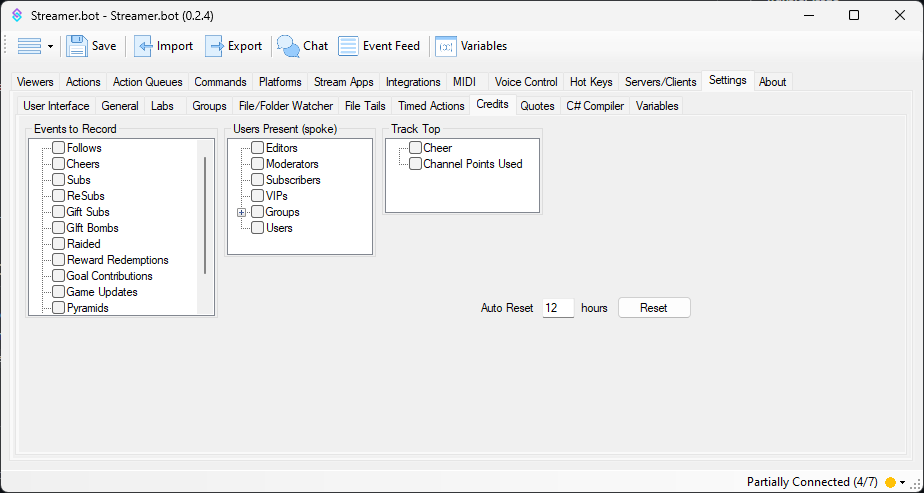 Streamer.bot - Streamer.bot (0.2.4)
Save Import Export Chat Event Feed Variables
Viewers Actions Action Queues Commands Platforms Stream Apps Integrations MIDI Voice Control Hot Keys Servers/Clients Settings About
User Interface General Labs Groups File/Folder Watcher File Tails Timed Actions Credits Quotes C# Compiler Variables
Events to Record
Follows
Cheers
Subs
ReSubs
Gift Subs
GIft Bombs
Raided
Reward Redemptions
Goal Contributions
Game Updates
Pyramids
Users Present (spoke)
Editors
Moderators
Subscribers
VIPs
Groups
Users
Track Top
Cheer
Channel Points Used
Auto Reset 12 hours Reset
Partially Connected (4/7)